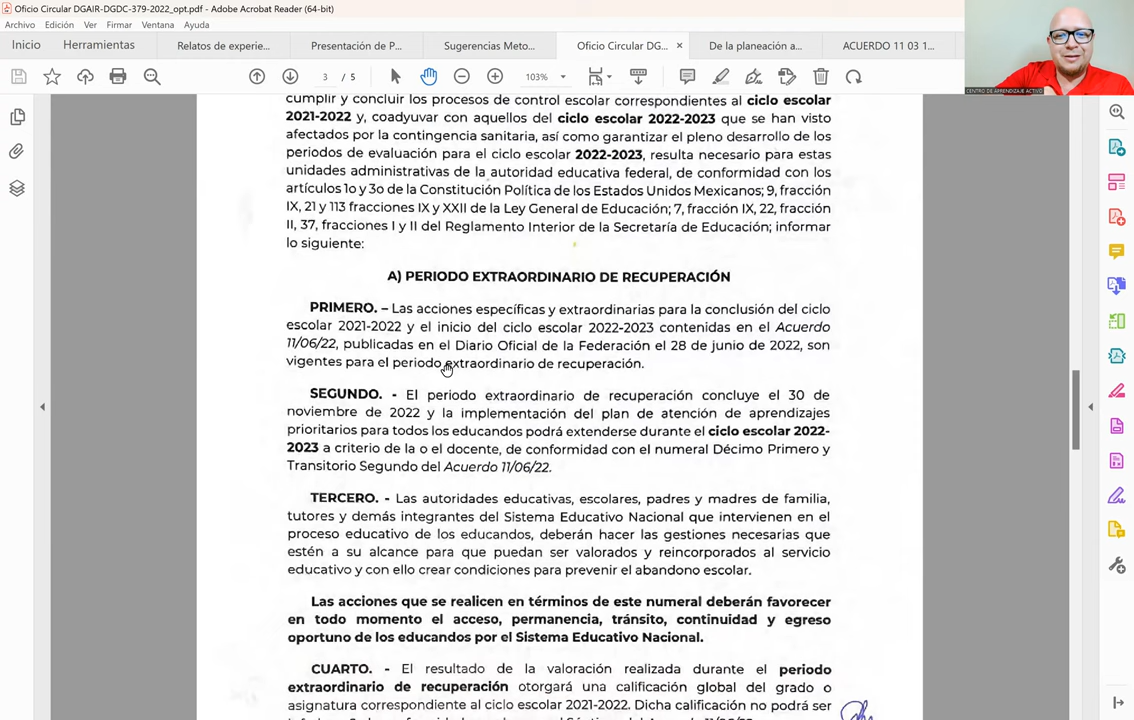 Oficio Circular DGAIR-DGDC-379-2022_opt.pdf - Adobe Acrobat Reader (64-bit)
Archivo Edición Ver Firmar Ventana Ayuda
Inicio Herramientas Relatos de experie... Presentación de P... Sugerencias Meto... Oficio Circular DG... × De la planeación a... ACUERDO 11 03 1...
3 / 5 103%
CENTRO DE APRENDIZAJE ACTIVO
cumplir y concluir los procesos de control escolar correspondientes al ciclo escolar
2021-2022 y, coadyuvar con aquellos del ciclo escolar 2022-2023 que se han visto
afectados por la contingencia sanitaria, así como garantizar el pleno desarrollo de los
periodos de evaluación para el ciclo escolar 2022-2023, resulta necesario para estas
unidades administrativas de la autoridad educativa federal, de conformidad con los
artículos 1o y 3o de la Constitución Política de los Estados Unidos Mexicanos; 9, fracción
IX, 21 y 113 fracciones IX y XXII de la Ley General de Educación; 7, fracción IX, 22, fracción
II, 37, fracciones I y II del Reglamento Interior de la Secretaría de Educación; informar
lo siguiente:
A) PERIODO EXTRAORDINARIO DE RECUPERACIÓN
PRIMERO. – Las acciones específicas y extraordinarias para la conclusión del ciclo
escolar 2021-2022 y el inicio del ciclo escolar 2022-2023 contenidas en el Acuerdo
11/06/22, publicadas en el Diario Oficial de la Federación el 28 de junio de 2022, son
vigentes para el periodo extraordinario de recuperación.
SEGUNDO. - El periodo extraordinario de recuperación concluye el 30 de
noviembre de 2022 y la implementación del plan de atención de aprendizajes
prioritarios para todos los educandos podrá extenderse durante el ciclo escolar 2022-
2023 a criterio de la o el docente, de conformidad con el numeral Décimo Primero y
Transitorio Segundo del Acuerdo 11/06/22.
TERCERO. - Las autoridades educativas, escolares, padres y madres de familia,
tutores y demás integrantes del Sistema Educativo Nacional que intervienen en el
proceso educativo de los educandos, deberán hacer las gestiones necesarias que
estén a su alcance para que puedan ser valorados y reincorporados al servicio
educativo y con ello crear condiciones para prevenir el abandono escolar.
Las acciones que se realicen en términos de este numeral deberán favorecer
en todo momento el acceso, permanencia, tránsito, continuidad y egreso
oportuno de los educandos por el Sistema Educativo Nacional.
CUARTO. - El resultado de la valoración realizada durante el periodo
extraordinario de recuperación otorgará una calificación global del grado o
asignatura correspondiente al ciclo escolar 2021-2022. Dicha calificación no podrá ser